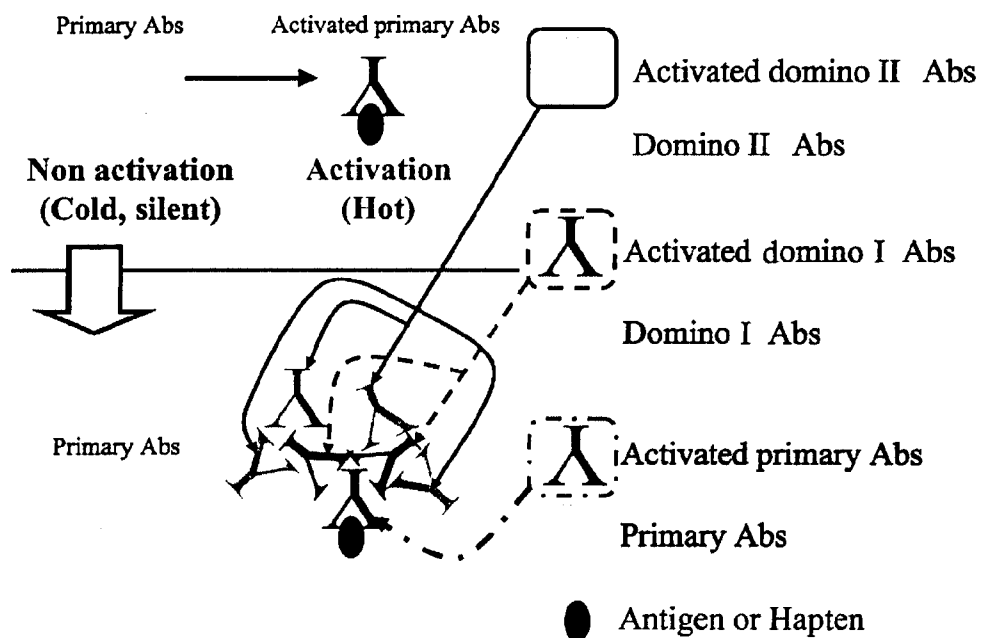 Primary Abs
Activated primary Abs
Non activation
(Cold, silent)
Activation
(Hot)
Activated domino II Abs
Domino II Abs
Activated domino I Abs
Domino I Abs
Primary Abs
Activated primary Abs
Primary Abs
Antigen or Hapten